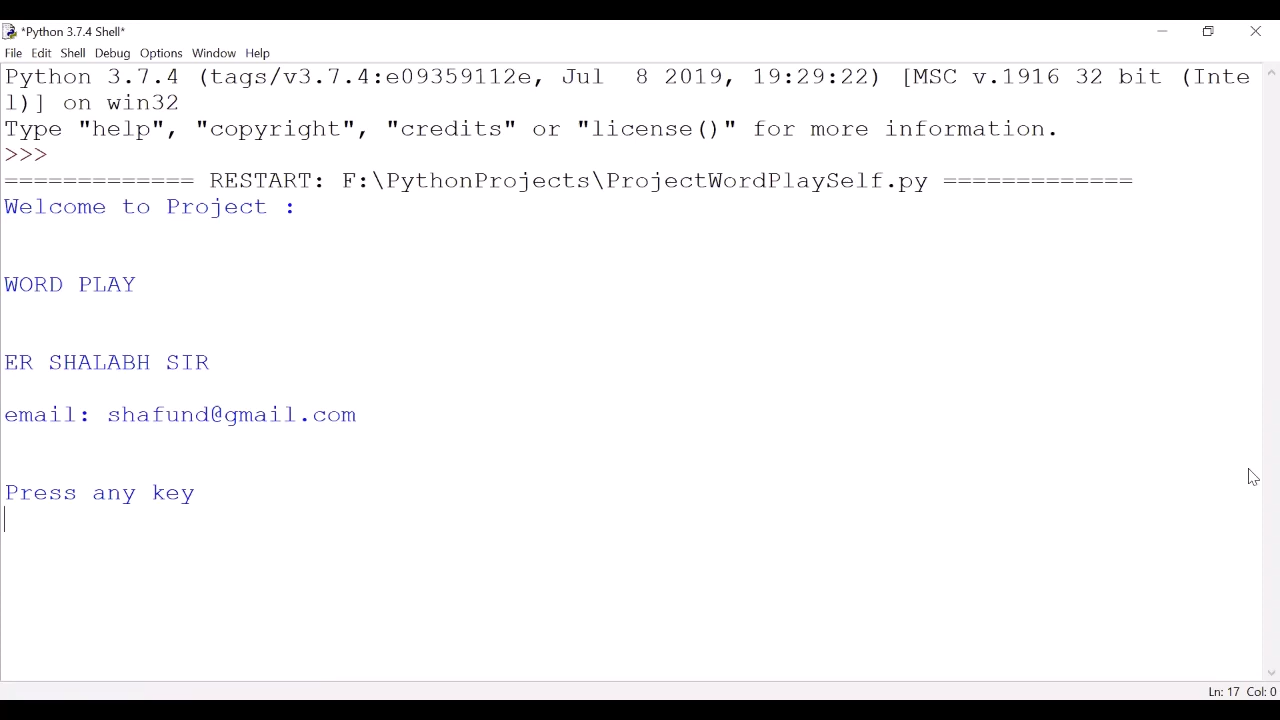 *Python 3.7.4 Shell*
File Edit Shell Debug Options Window Help
Python 3.7.4 (tags/v3.7.4:e09359112e, Jul  8 2019, 19:29:22) [MSC v.1916 32 bit (Inte
l)] on win32
Type "help", "copyright", "credits" or "license()" for more information.
>>>
============= RESTART: F:\PythonProjects\ProjectWordPlaySelf.py =============
Welcome to Project :
WORD PLAY
ER SHALABH SIR
email: shafund@gmail.com
Press any key
Ln: 17 Col: 0